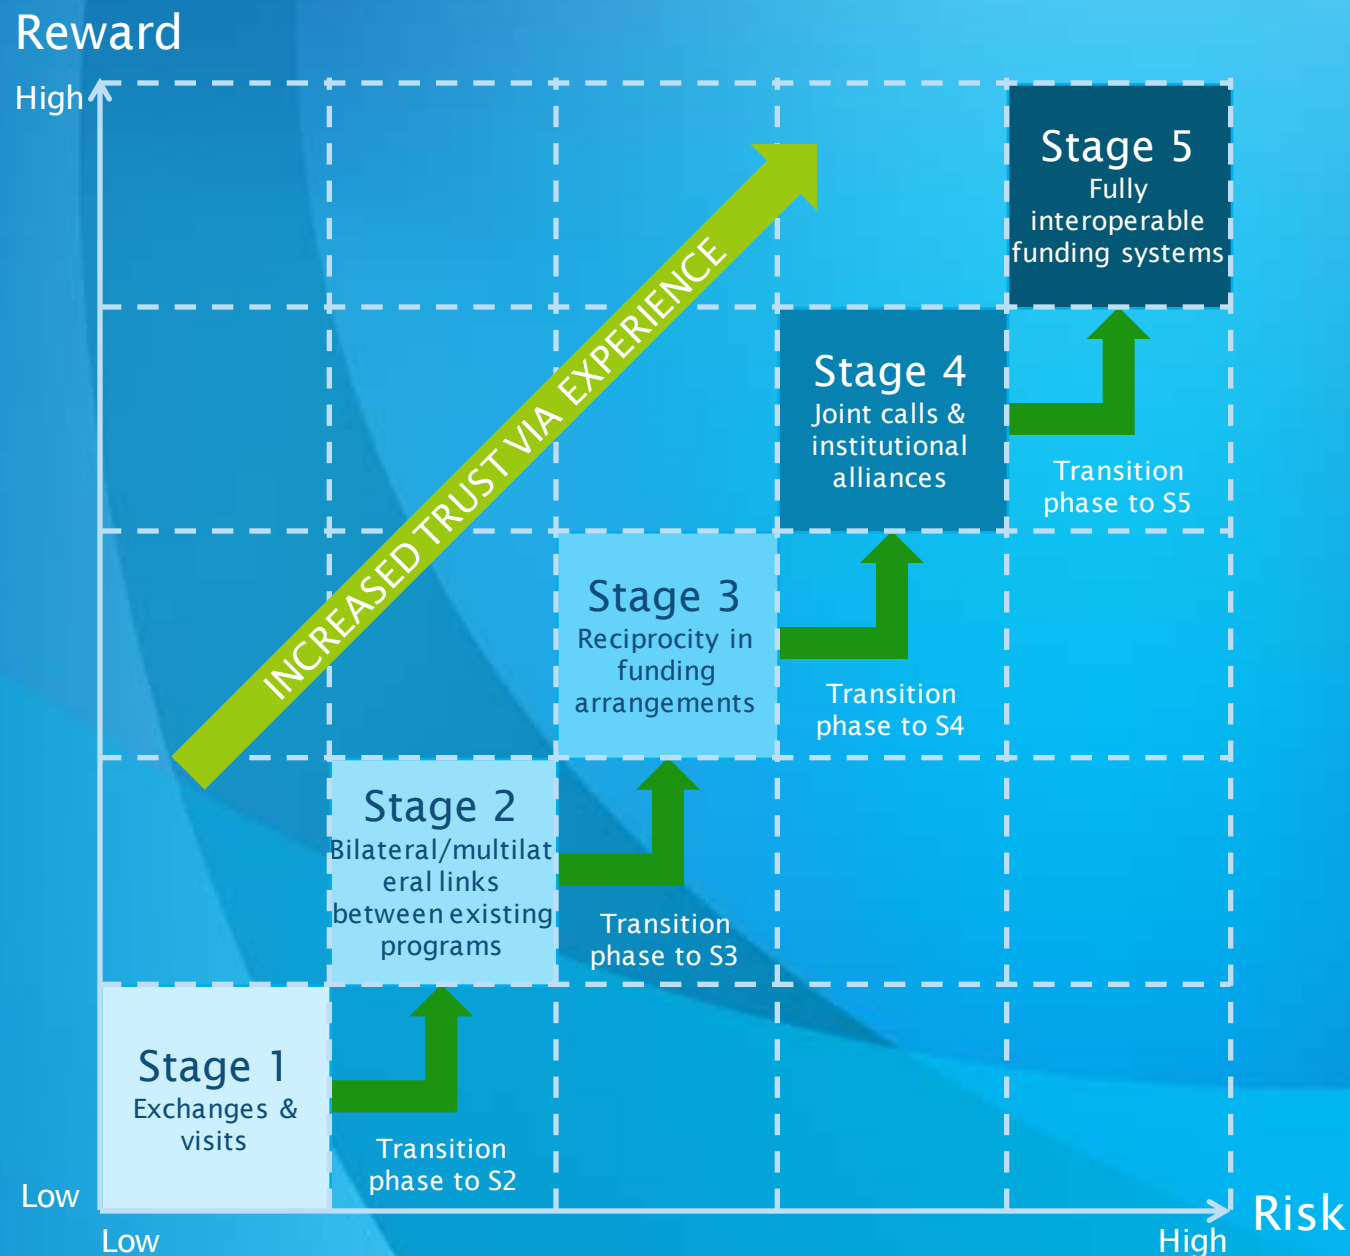 Reward
High
Stage 5
Fully
interoperable
funding systems
INCREASED TRUST VIA EXPERIENCE
Stage 4
Joint calls &
institutional
alliances
Transition
phase to S5
Stage 3
Reciprocity in
funding
arrangements
Transition
phase to S4
Stage 2
Bilateral/multilat
eral links
between existing
programs
Transition
phase to S3
Stage 1
Exchanges &
visits
Transition
phase to S2
Low
Low
High
Risk